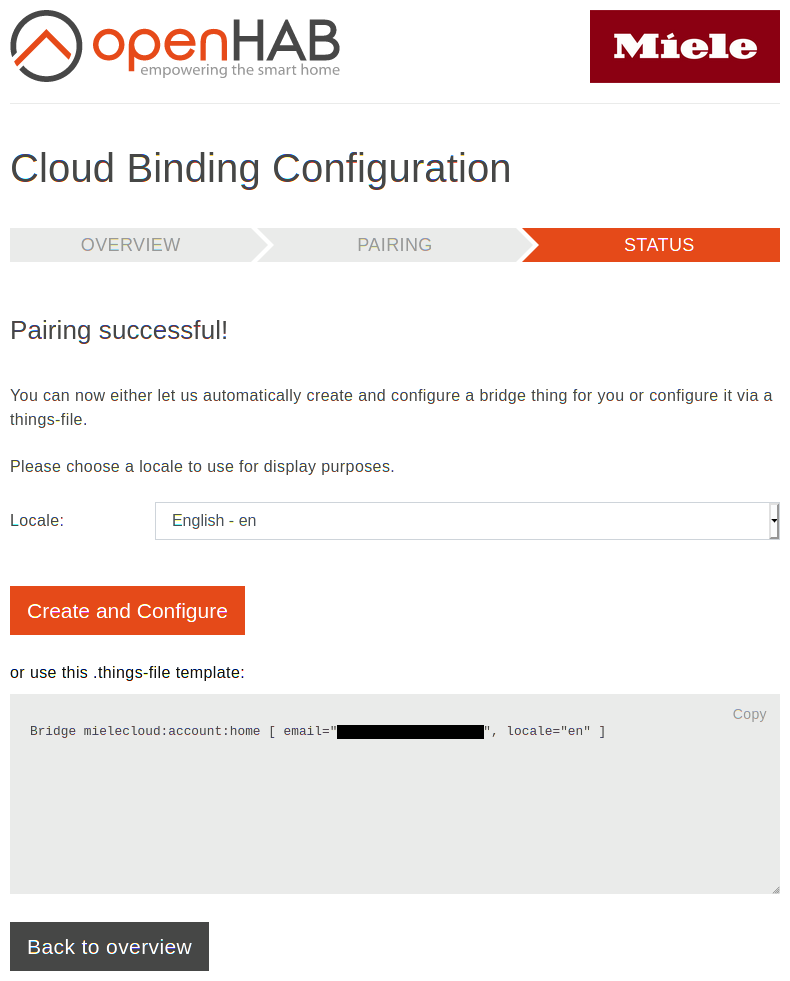 openHAB
empowering the smart home
Miele
Cloud Binding Configuration
OVERVIEW
PAIRING
STATUS
Pairing successful!
You can now either let us automatically create and configure a bridge thing for you or configure it via a
things-file.
Please choose a locale to use for display purposes.
Locale:
English - en
Create and Configure
or use this .things-file template:
Copy
Bridge mielecloud:account:home [ email="", locale="en" ]
Back to overview